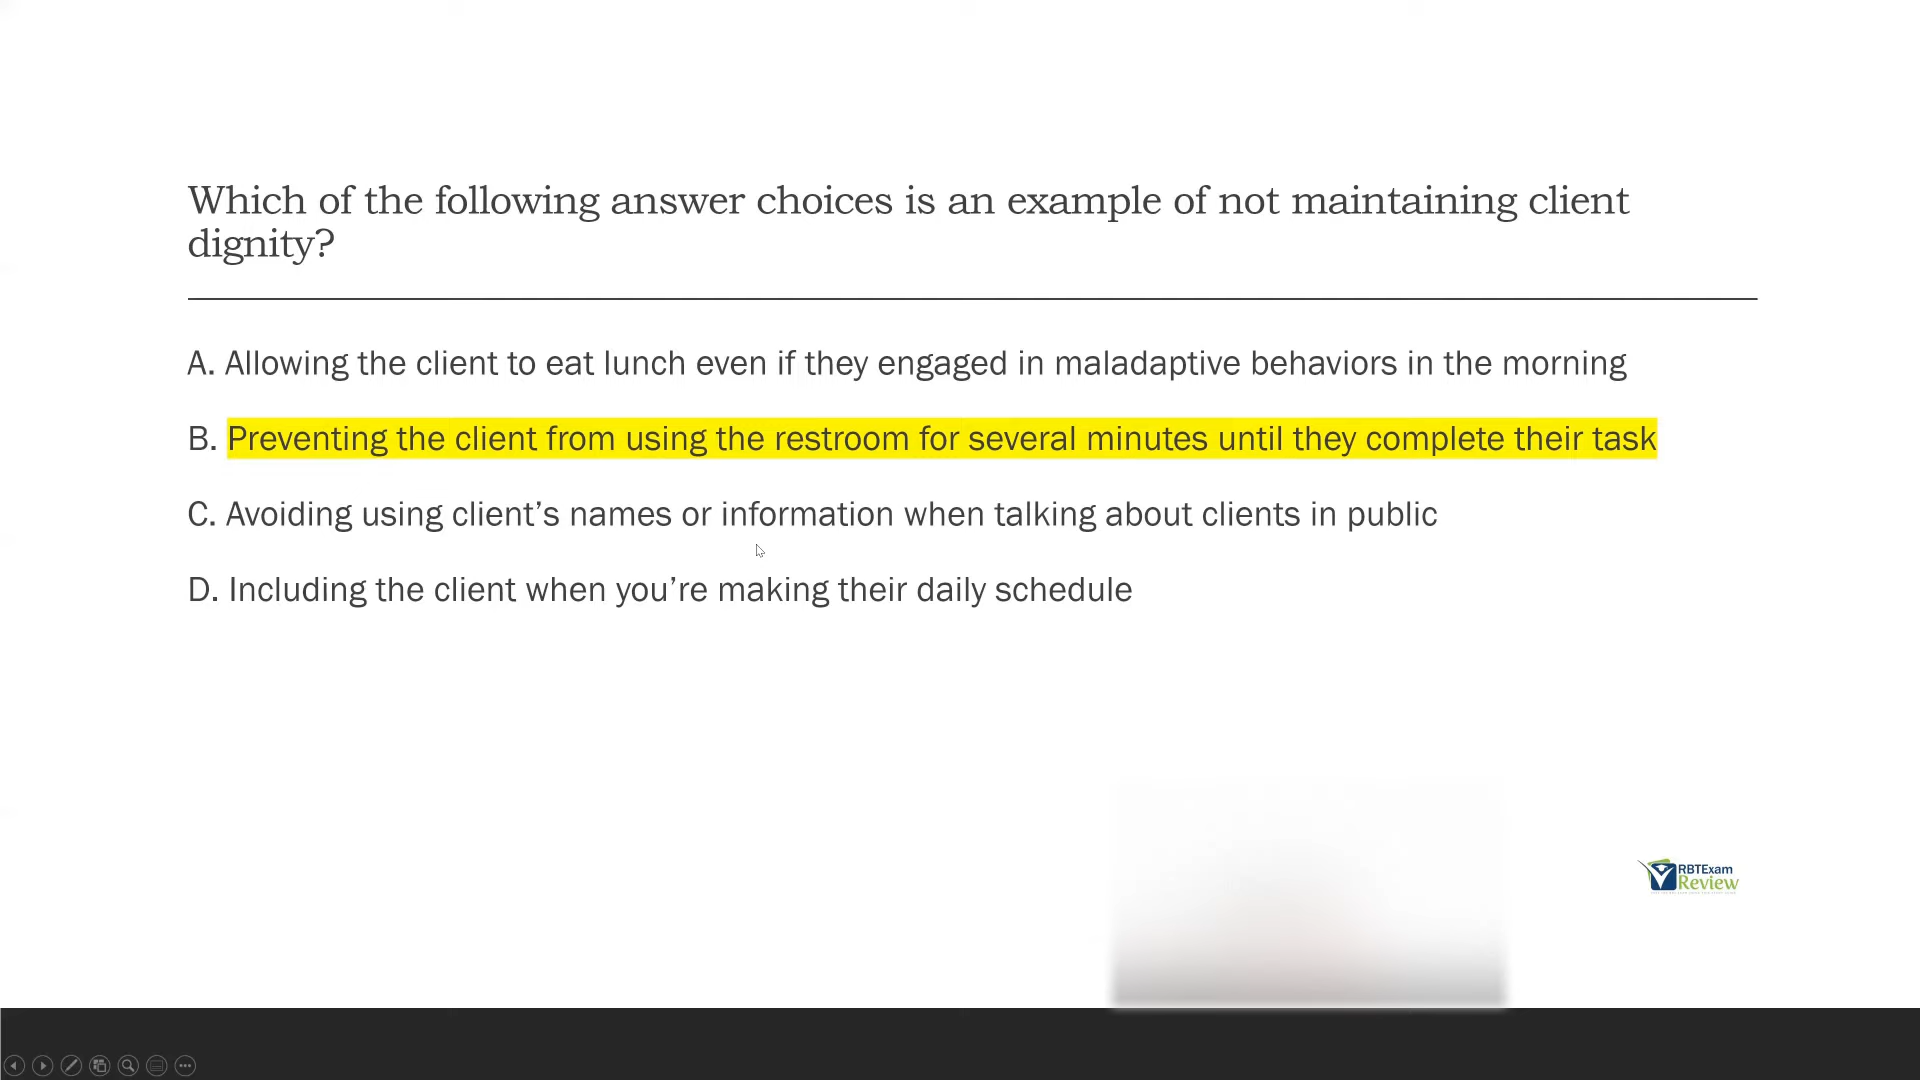 Which of the following answer choices is an example of not maintaining client
dignity?
A. Allowing the client to eat lunch even if they engaged in maladaptive behaviors in the morning
B. Preventing the client from using the restroom for several minutes until they complete their task
C. Avoiding using client’s names or information when talking about clients in public
D. Including the client when you’re making their daily schedule
RBTExam
Review